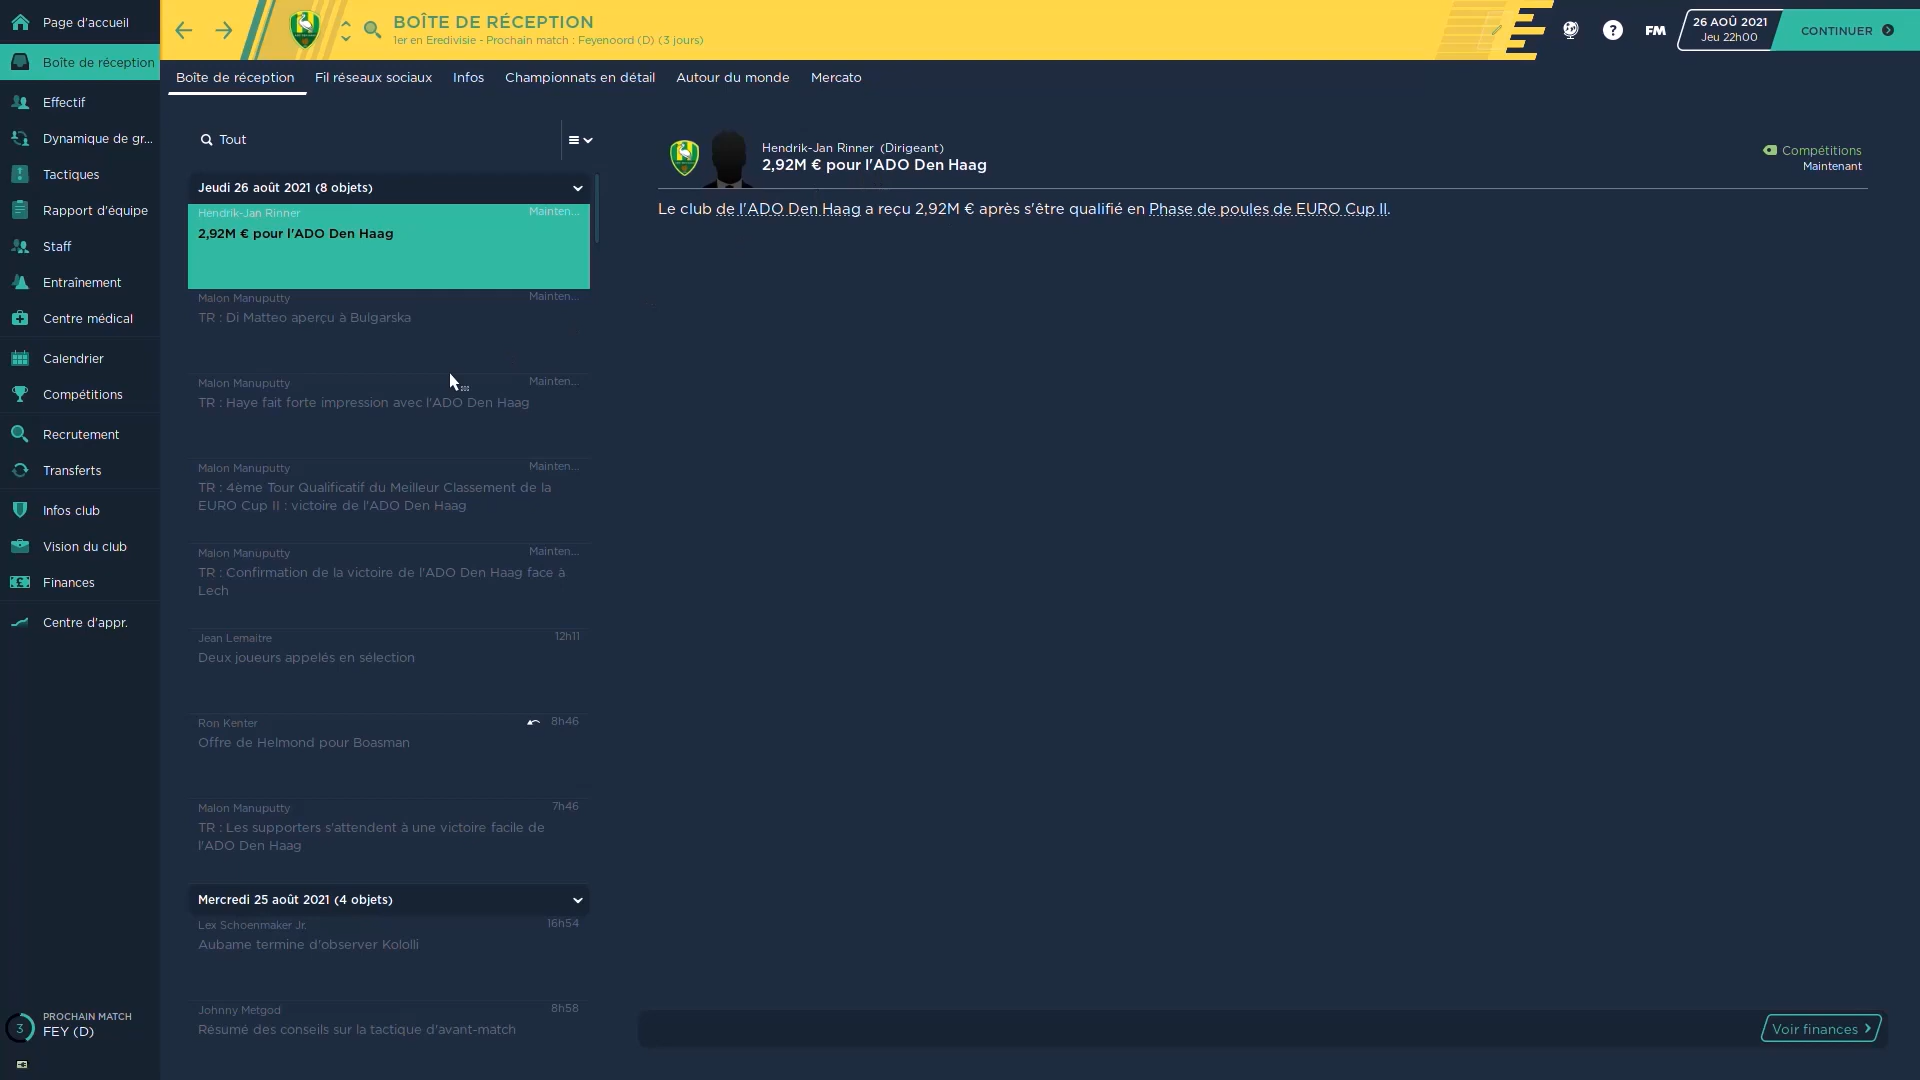 Page d'accueil
Boîte de réception
Effectif
Dynamique de gr...
Tactiques
Rapport d'équipe
Staff
Entraînement
Centre médical
Calendrier
Compétitions
Recrutement
Transferts
Infos club
Vision du club
Finances
Centre d'appr.
3
PROCHAIN MATCH
FEY (D)
BOÎTE DE RÉCEPTION
1er en Eredivisie - Prochain match : Feyenoord (D) (3 jours)
?
FM
26 AOÛ 2021
Jeu 22h00
CONTINUER
Boîte de réception
Fil réseaux sociaux
Infos
Championnats en détail
Autour du monde
Mercato
Tout
Jeudi 26 août 2021 (8 objets)
Hendrik-Jan Rinner
Mainten...
2,92M € pour l'ADO Den Haag
Malon Manuputty
Mainten...
TR : Di Matteo aperçu à Bulgarska
Malon Manuputty
Mainten...
TR : Haye fait forte impression avec l'ADO Den Haag
Malon Manuputty
Mainten...
TR : 4ème Tour Qualificatif du Meilleur Classement de la
EURO Cup II : victoire de l'ADO Den Haag
Malon Manuputty
Mainten...
TR : Confirmation de la victoire de l'ADO Den Haag face à
Lech
Jean Lemaitre
12h11
Deux joueurs appelés en sélection
Ron Kenter
8h46
Offre de Helmond pour Boasman
Malon Manuputty
7h46
TR : Les supporters s'attendent à une victoire facile de
l'ADO Den Haag
Mercredi 25 août 2021 (4 objets)
Lex Schoenmaker Jr.
16h54
Aubame termine d'observer Kololli
Johnny Metgod
8h58
Résumé des conseils sur la tactique d'avant-match
Hendrik-Jan Rinner (Dirigeant)
2,92M € pour l'ADO Den Haag
Compétitions
Maintenant
Le club de l'ADO Den Haag a reçu 2,92M € après s'être qualifié en Phase de poules de EURO Cup II.
Voir finances